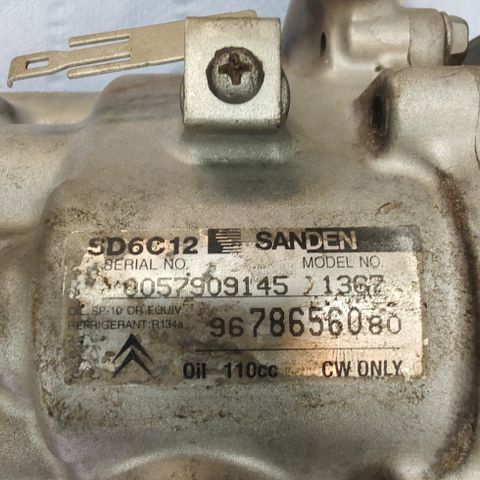 SD6C12 SANDEN
SERIAL NO. MODEL NO.
0057909145 1367
OIL SP-10 OR EQUIV
REFRIGERANT: R134a
9678656080
Oil 110cc CW ONLY